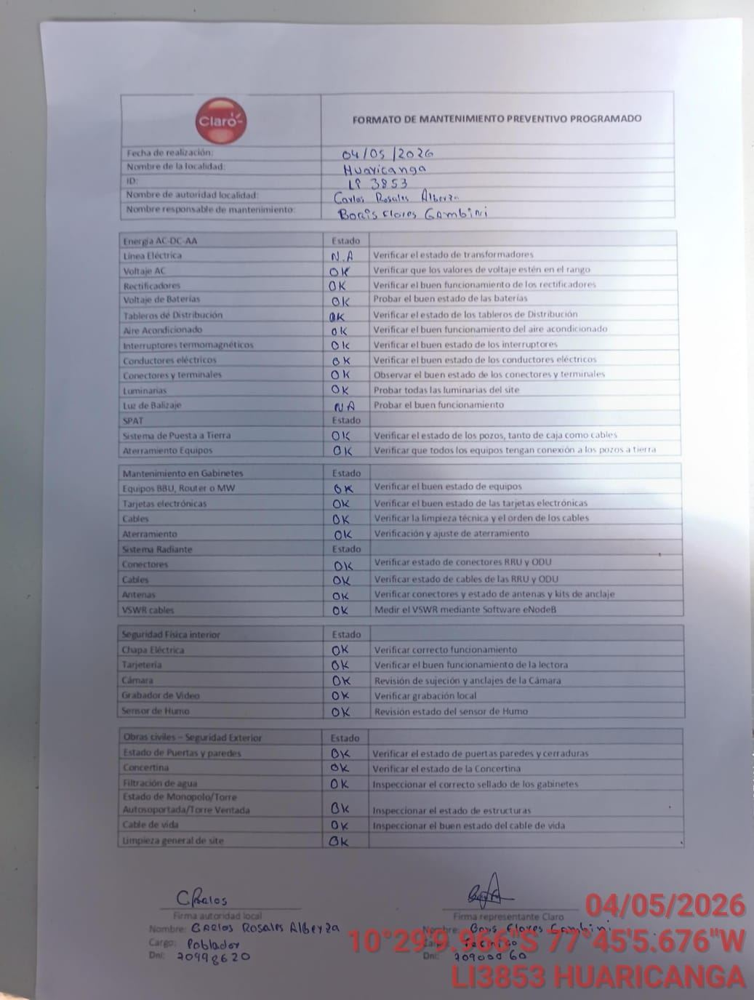 Claro
FORMATO DE MANTENIMIENTO PREVENTIVO PROGRAMADO
Fecha de realización: 04/05/2026
Nombre de la localidad: Huaricanga
ID: LI 3853
Nombre de autoridad localidad: Carlos Rosales Alberza
Nombre responsable de mantenimiento: Boris Flores Gambini
Energía AC-DC-AA Estado
Línea Eléctrica N.A Verificar el estado de transformadores
Voltaje AC OK Verificar que los valores de voltaje estén en el rango
Rectificadores OK Verificar el buen funcionamiento de los rectificadores
Voltaje de Baterías OK Probar el buen estado de las baterías
Tableros de Distribución OK Verificar el estado de los tableros de Distribución
Aire Acondicionado OK Verificar el buen funcionamiento del aire acondicionado
Interruptores termomagnéticos OK Verificar el buen estado de los interruptores
Conductores eléctricos OK Verificar el buen estado de los conductores eléctricos
Conectores y terminales OK Observar el buen estado de los conectores y terminales
Luminarias OK Probar todas las luminarias del site
Luz de Balizaje NA Probar el buen funcionamiento
SPAT Estado
Sistema de Puesta a Tierra OK Verificar el estado de los pozos, tanto de caja como cables
Aterramiento Equipos OK Verificar que todos los equipos tengan conexión a los pozos a tierra
Mantenimiento en Gabinetes Estado
Equipos BBU, Router o MW OK Verificar el buen estado de equipos
Tarjetas electrónicas OK Verificar el buen estado de las tarjetas electrónicas
Cables OK Verificar la limpieza técnica y el orden de los cables
Aterramiento OK Verificación y ajuste de aterramiento
Sistema Radiante Estado
Conectores OK Verificar estado de conectores RRU y ODU
Cables OK Verificar estado de cables de las RRU y ODU
Antenas OK Verificar conectores y estado de antenas y kits de anclaje
VSWR cables OK Medir el VSWR mediante Software eNodeB
Seguridad Física interior Estado
Chapa Eléctrica OK Verificar correcto funcionamiento
Tarjetería OK Verificar el buen funcionamiento de la lectora
Cámara OK Revisión de sujeción y anclajes de la Cámara
Grabador de Video OK Verificar grabación local
Sensor de Humo OK Revisión estado del sensor de Humo
Obras civiles – Seguridad Exterior Estado
Estado de Puertas y paredes OK Verificar el estado de puertas paredes y cerraduras
Concertina OK Verificar el estado de la Concertina
Filtración de agua OK Inspeccionar el correcto sellado de los gabinetes
Estado de Monopolo/Torre
Autosoportada/Torre Ventada OK Inspeccionar el estado de estructuras
Cable de vida OK Inspeccionar el buen estado del cable de vida
Limpieza general de site OK
Firma autoridad local
Nombre: Carlos Rosales Alberza
Cargo: Poblador
Dni: 70998620
Firma representante Claro
Nombre: Boris Flores Gambini
Cargo: Tecnico
Dni: 70900060
04/05/2026
10°29'9.966"S 77°45'5.676"W
LI3853 HUARICANGA